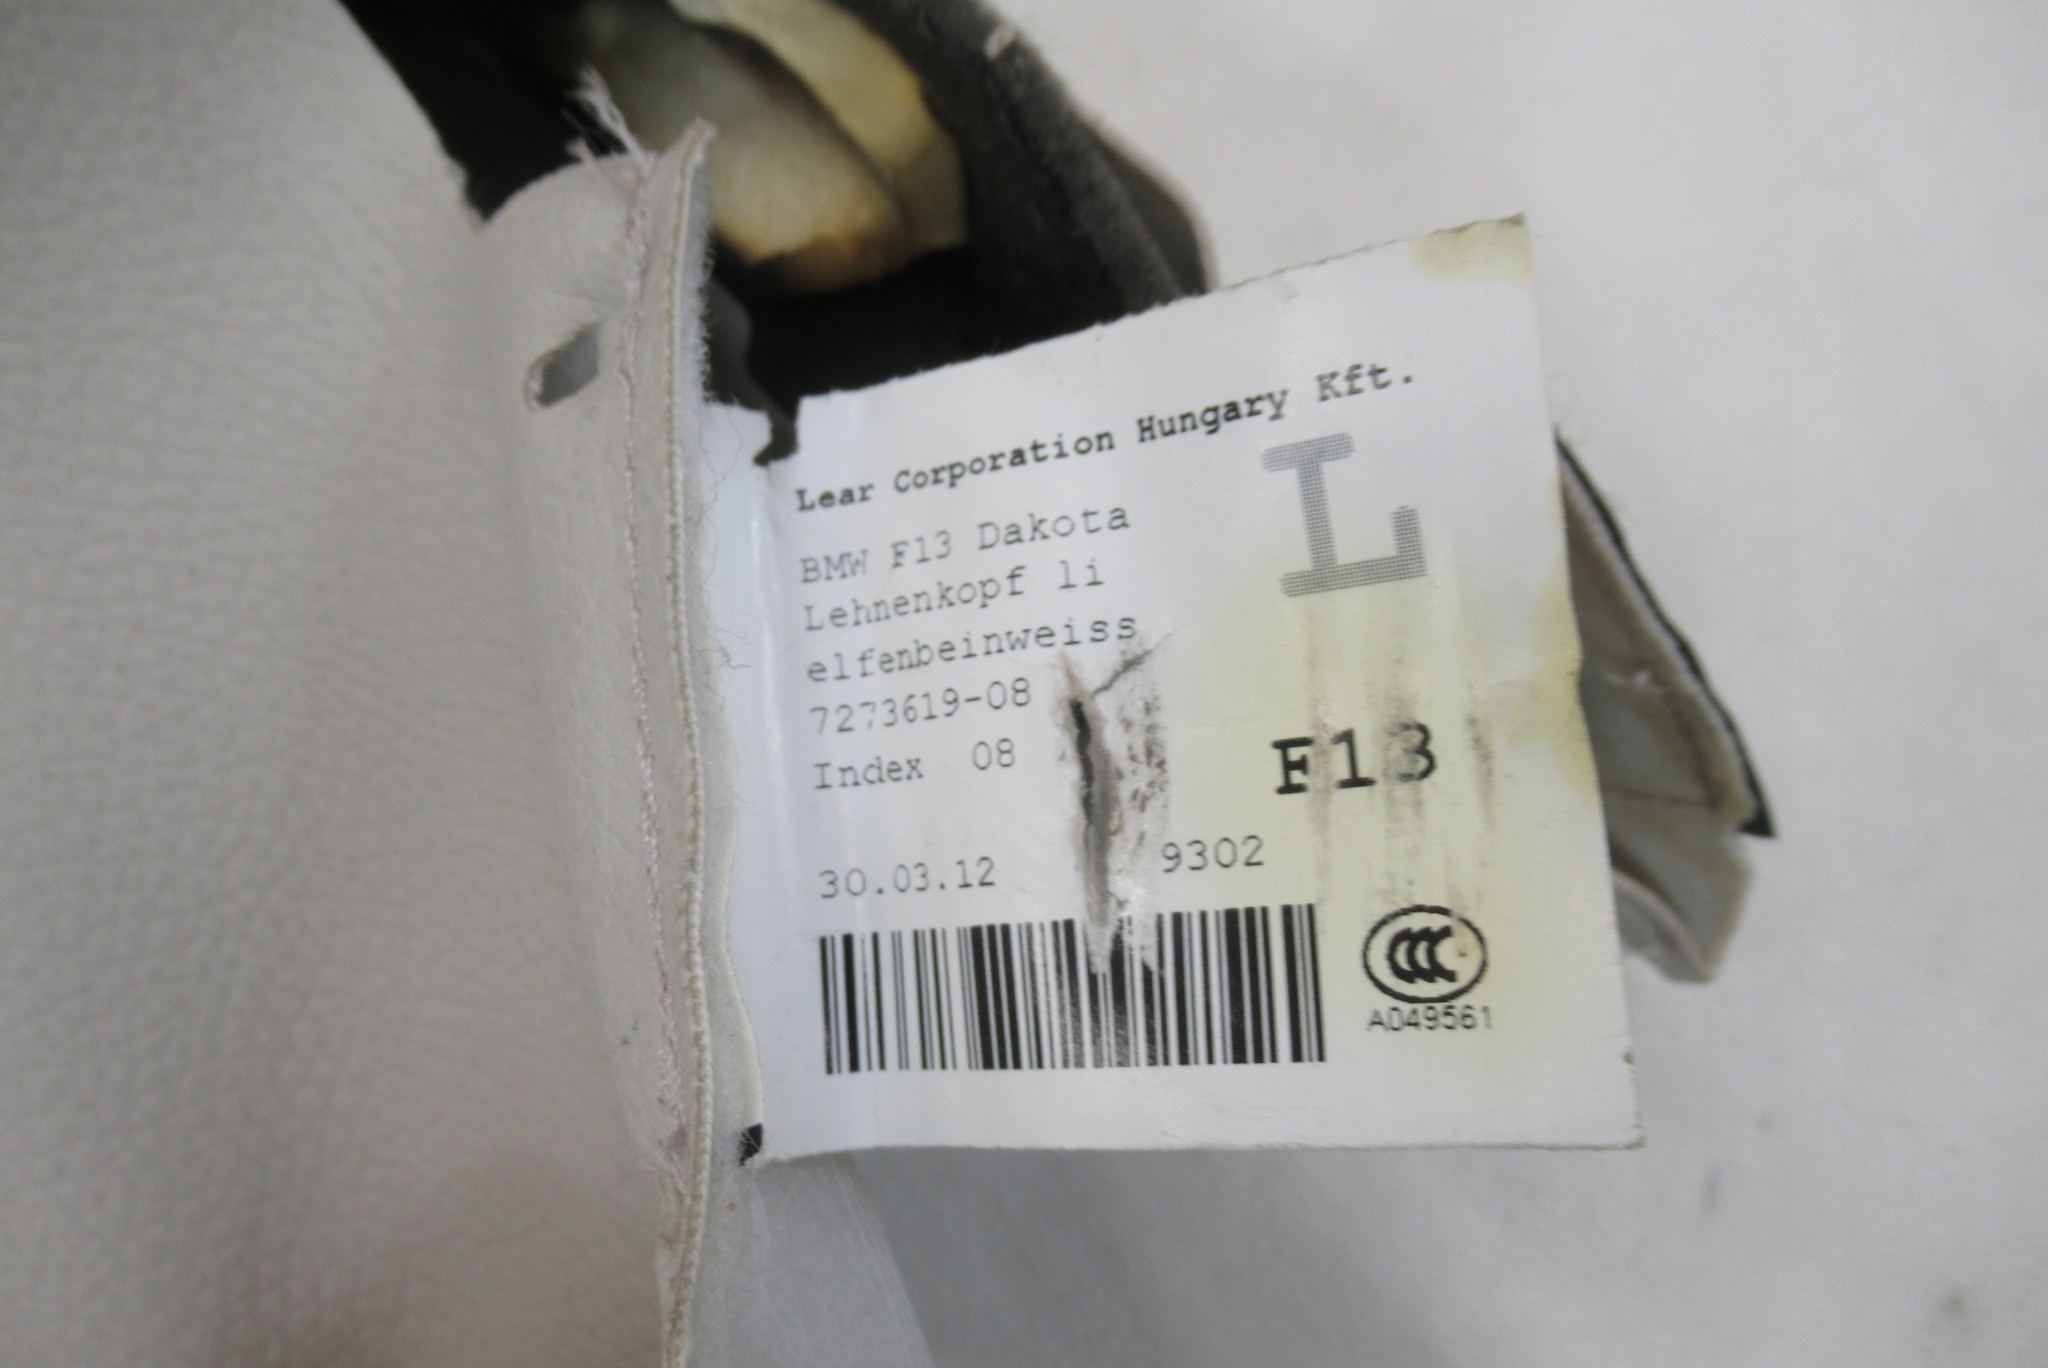 Lear Corporation Hungary Kft.
L
BMW F13 Dakota
Lehnenkopf li
elfenbeinweiss
7273619-08
Index 08
F13
30.03.12 9302
CCC
A049561